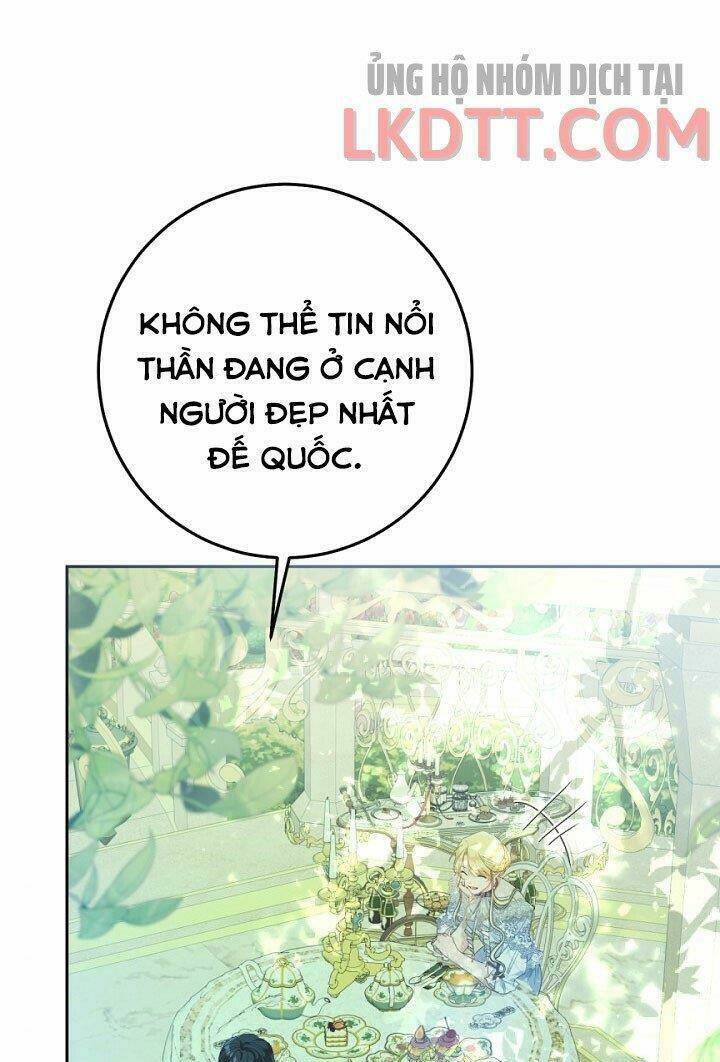 ỦNG HỘ NHÓM DỊCH TẠI
LKDTT.COM
KHÔNG THỂ TIN NỔI
THẦN ĐANG Ở CẠNH
NGƯỜI ĐẸP NHẤT
ĐẾ QUỐC.